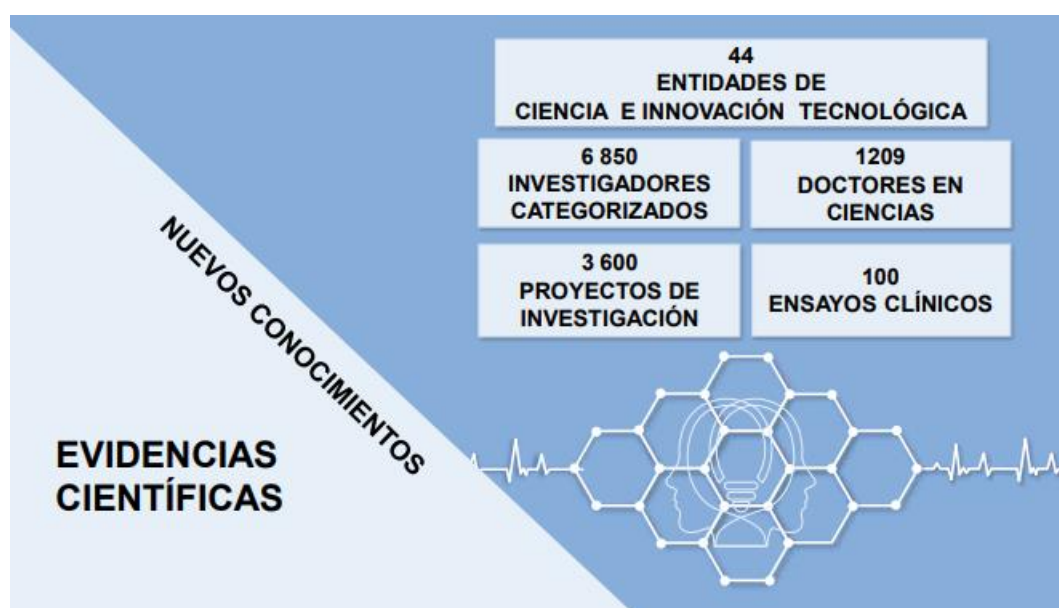 44
ENTIDADES DE
CIENCIA E INNOVACIÓN TECNOLÓGICA
6 850
INVESTIGADORES
CATEGORIZADOS
1209
DOCTORES EN
CIENCIAS
3 600
PROYECTOS DE
INVESTIGACIÓN
100
ENSAYOS CLÍNICOS
NUEVOS CONOCIMIENTOS
EVIDENCIAS
CIENTÍFICAS